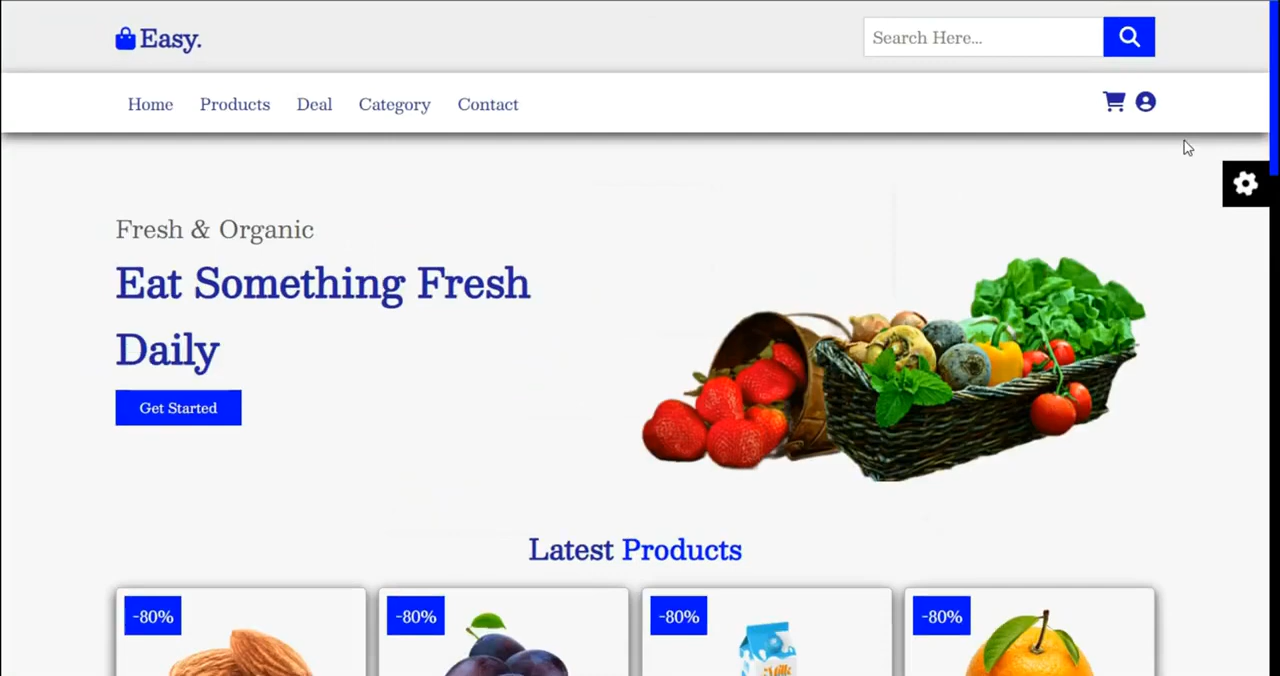 Easy.
Search Here...
Home Products Deal Category Contact
Fresh & Organic
Eat Something Fresh
Daily
Get Started
Latest Products
-80% -80% -80% -80%
Milk